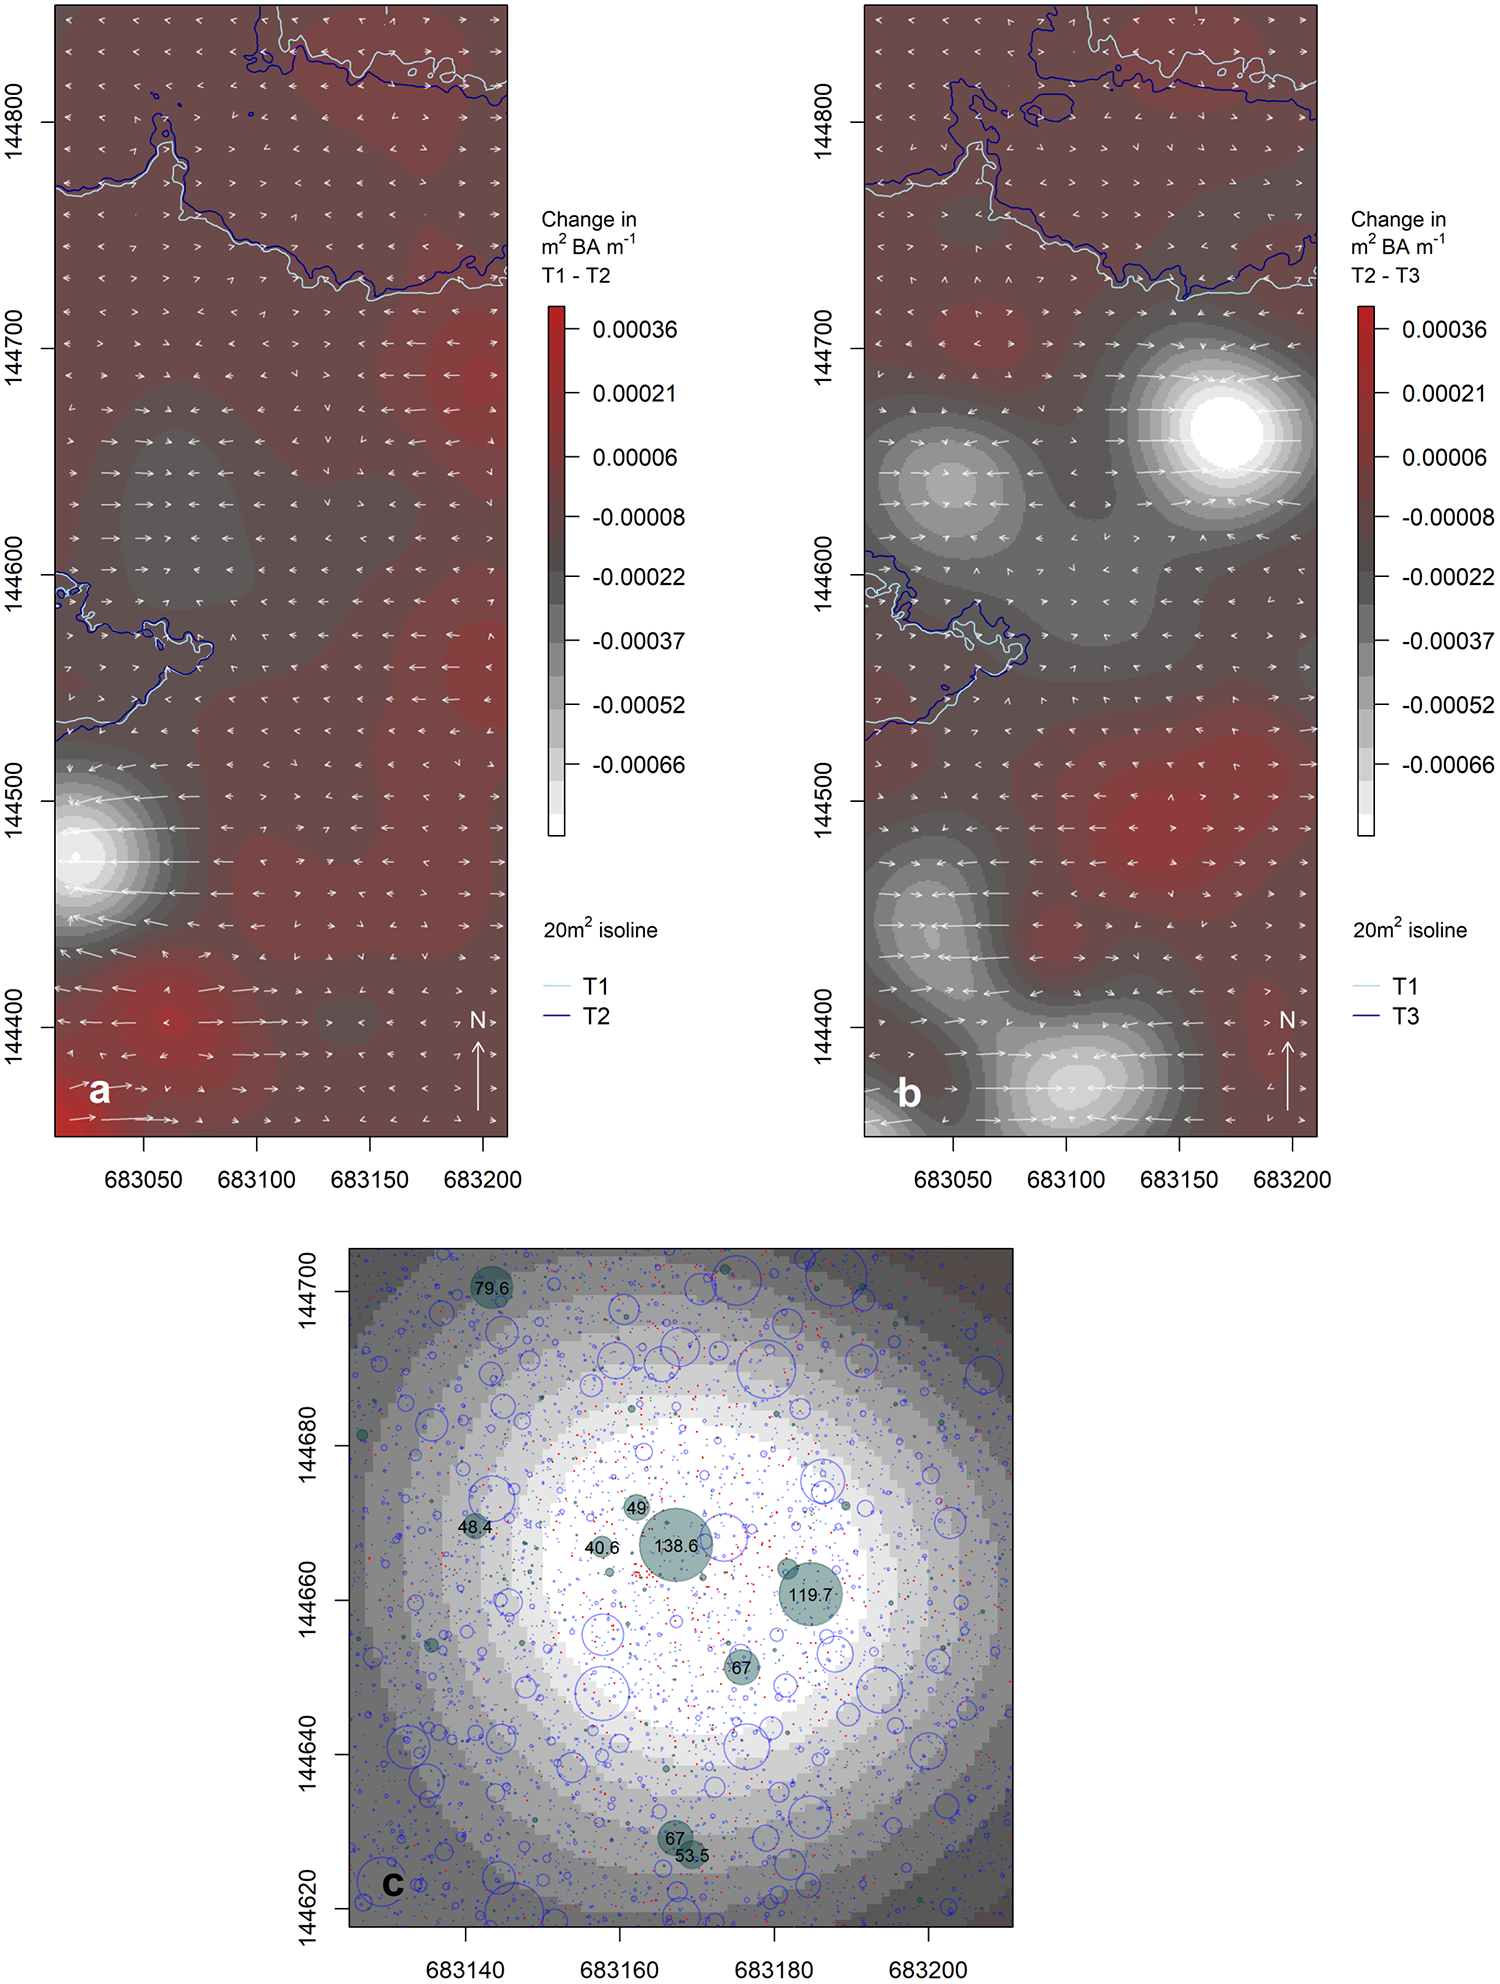 144800
144700
144600
144500
144400
683050 683100 683150 683200
a
N
Change in
m² BA m⁻¹
T1 - T2
0.00036
0.00021
0.00006
-0.00008
-0.00022
-0.00037
-0.00052
-0.00066
20m² isoline
T1
T2
144800
144700
144600
144500
144400
683050 683100 683150 683200
b
N
Change in
m² BA m⁻¹
T2 - T3
0.00036
0.00021
0.00006
-0.00008
-0.00022
-0.00037
-0.00052
-0.00066
20m² isoline
T1
T3
144700
144680
144660
144640
144620
79.6
49
48.4
40.6
138.6
119.7
67
67
53.5
c
683140 683160 683180 683200